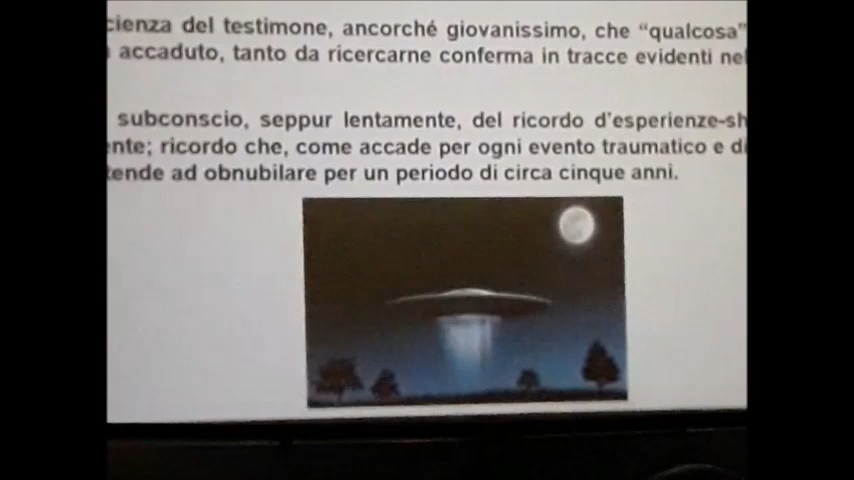 cienza del testimone, ancorché giovanissimo, che “qualcosa”
accaduto, tanto da ricercarne conferma in tracce evidenti nel
subconscio, seppur lentamente, del ricordo d'esperienze-sh
ente; ricordo che, come accade per ogni evento traumatico e di
tende ad obnubilare per un periodo di circa cinque anni.